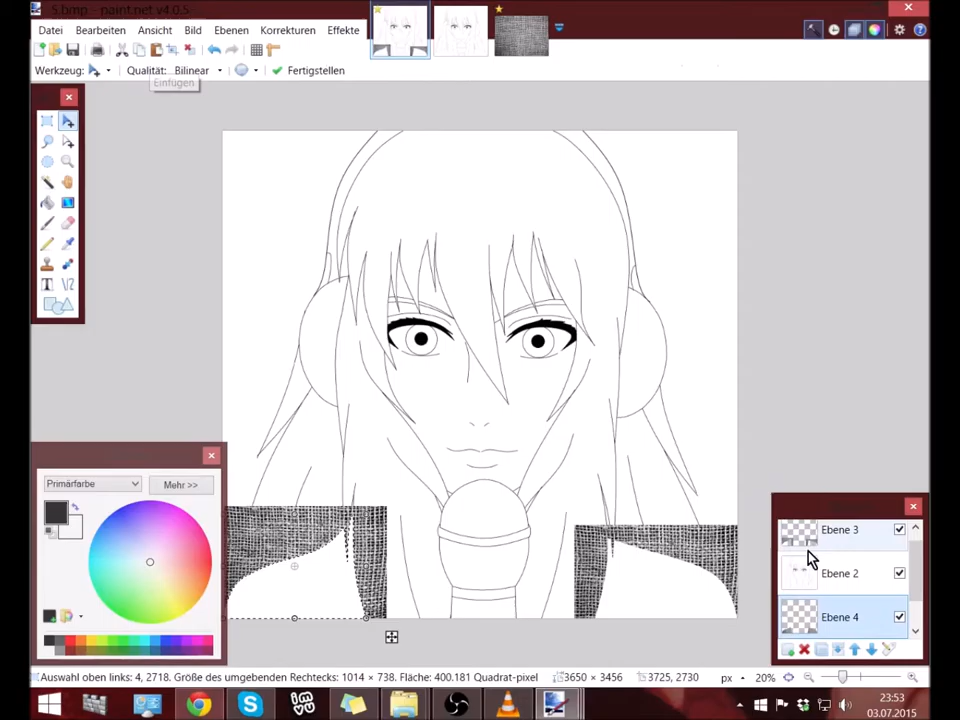 5.bmp - paint.net v4.0.5
Datei Bearbeiten Ansicht Bild Ebenen Korrekturen Effekte
Werkzeug: Qualität: Bilinear Fertigstellen
Einfügen
Primärfarbe
Mehr >>
Ebene 3
Ebene 2
Ebene 4
Auswahl oben links: 4, 2718. Größe des umgebenden Rechtecks: 1014 × 738. Fläche: 400.181 Quadrat-pixel
3650 × 3456
3725, 2730
px
20%
23:53
03.07.2015